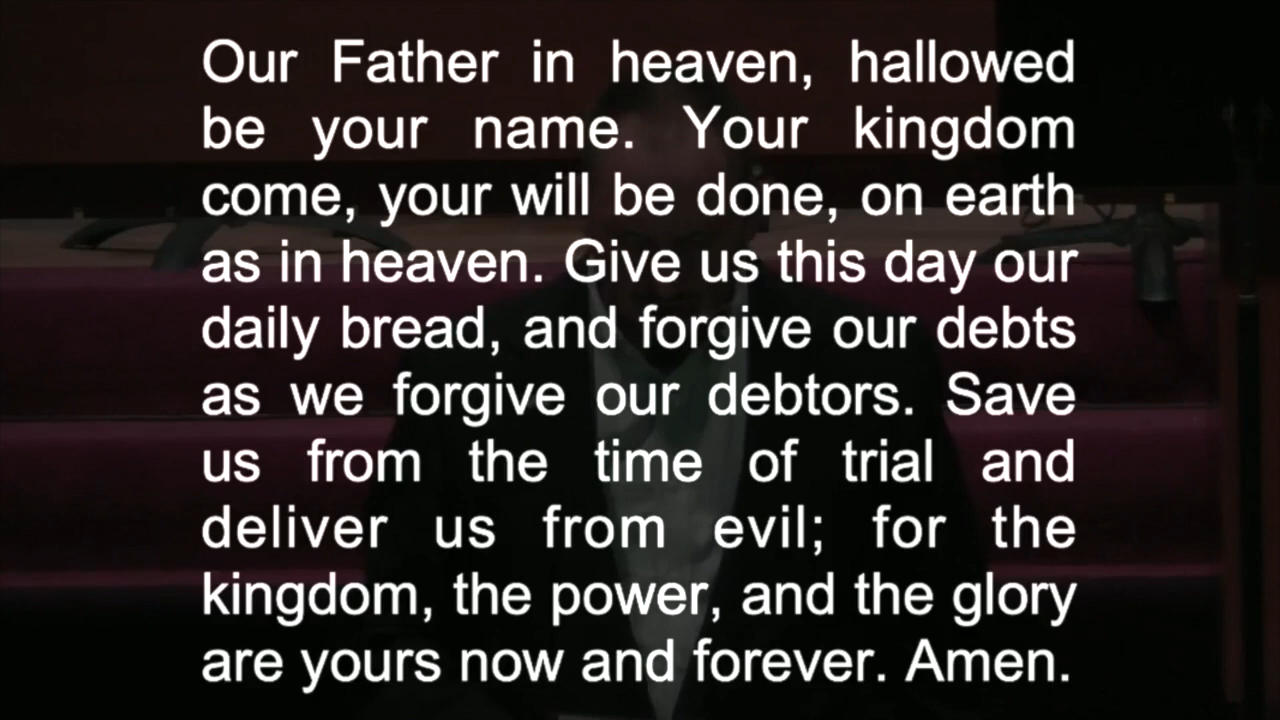 Our Father in heaven, hallowed
be your name. Your kingdom
come, your will be done, on earth
as in heaven. Give us this day our
daily bread, and forgive our debts
as we forgive our debtors. Save
us from the time of trial and
deliver us from evil; for the
kingdom, the power, and the glory
are yours now and forever. Amen.